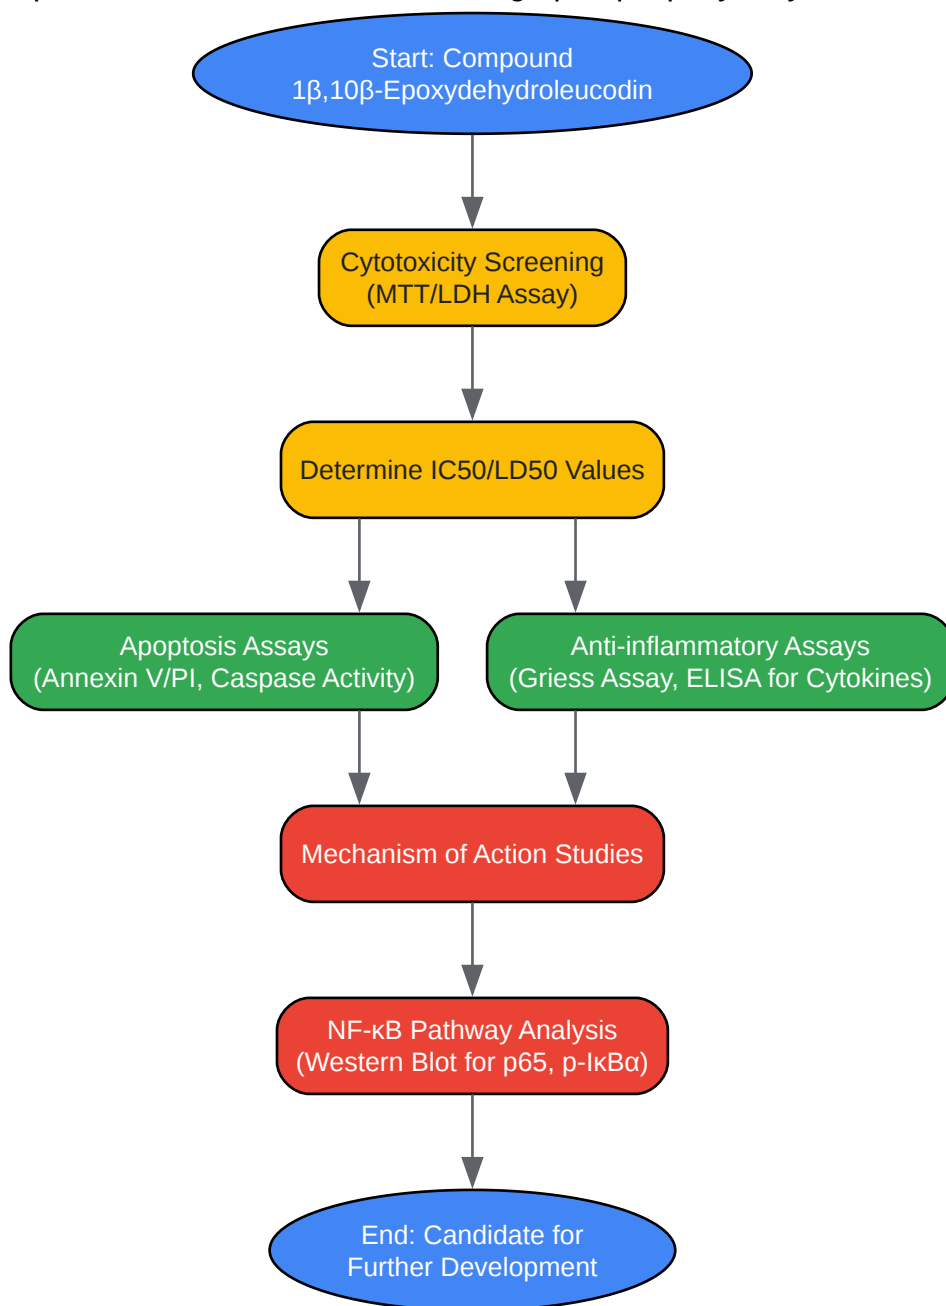 Start: Compound
1β,10β-Epoxydehydroleucodin
Cytotoxicity Screening
(MTT/LDH Assay)
Determine IC50/LD50 Values
Apoptosis Assays
(Annexin V/PI, Caspase Activity)
Anti-inflammatory Assays
(Griess Assay, ELISA for Cytokines)
Mechanism of Action Studies
NF-κB Pathway Analysis
(Western Blot for p65, p-IκBα)
End: Candidate for
Further Development